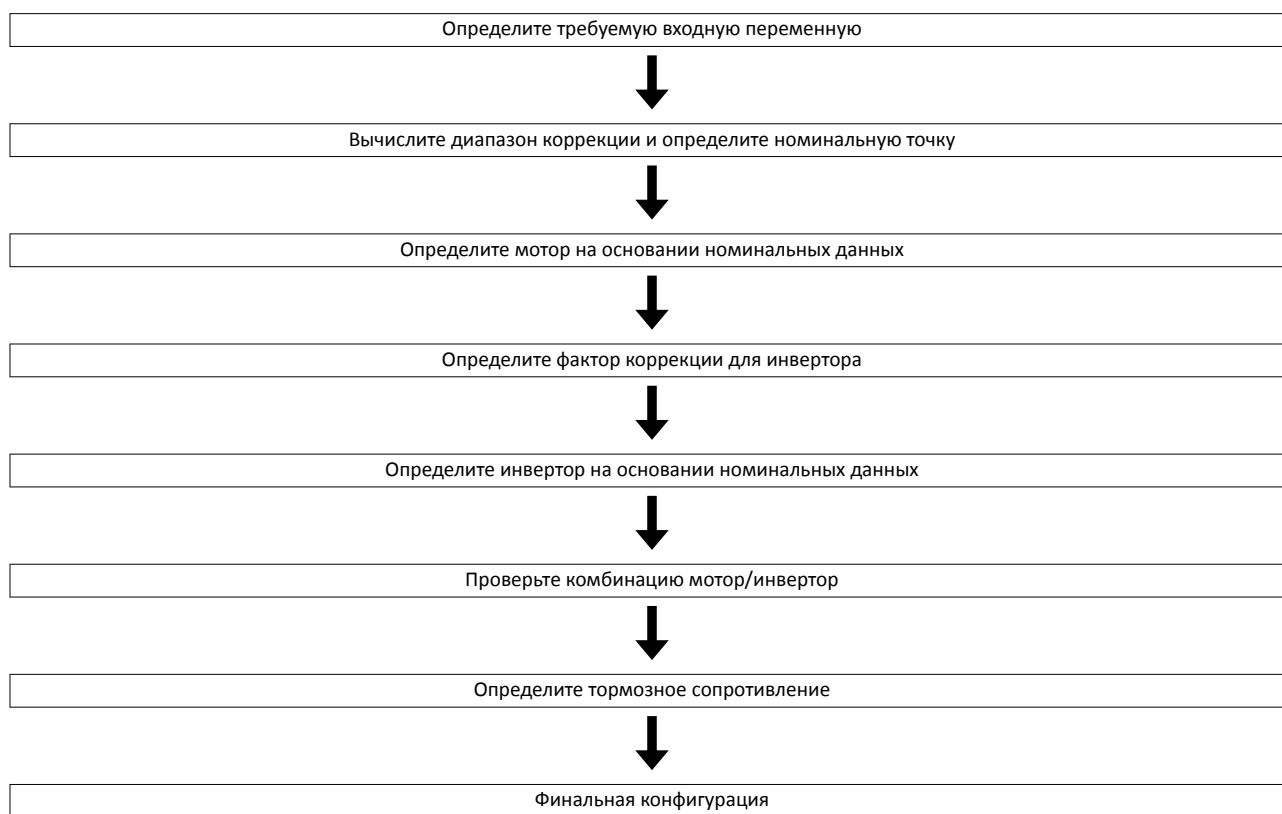 Определите требуемую входную переменную
Вычислите диапазон коррекции и определите номинальную точку
Определите мотор на основании номинальных данных
Определите фактор коррекции для инвертора
Определите инвертор на основании номинальных данных
Проверьте комбинацию мотор/инвертор
Определите тормозное сопротивление
Финальная конфигурация